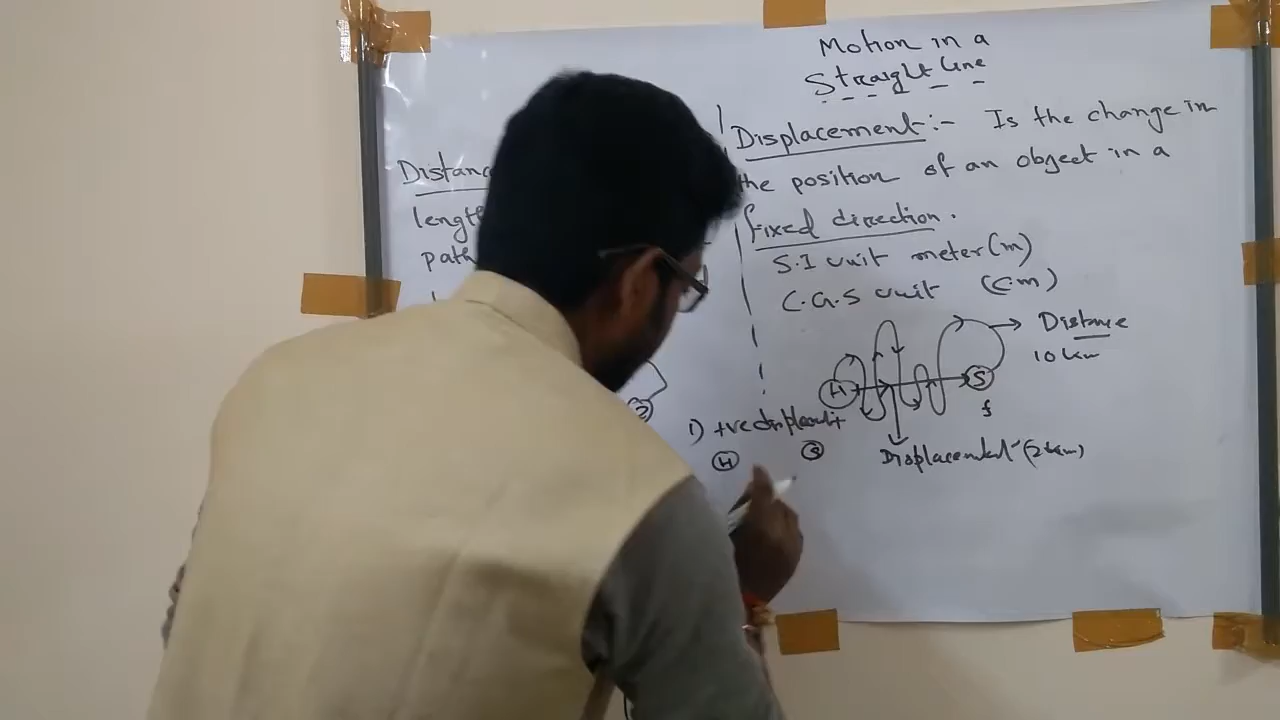 Motion in a
Straight line
Distanc
length
path
Displacement :- Is the change in
the position of an object in a
fixed direction.
S.I unit meter (m)
C.G.S unit (cm)
Distance
10 km
H
S
f
Displacement (2 km)
1) +ve displacement
H
S